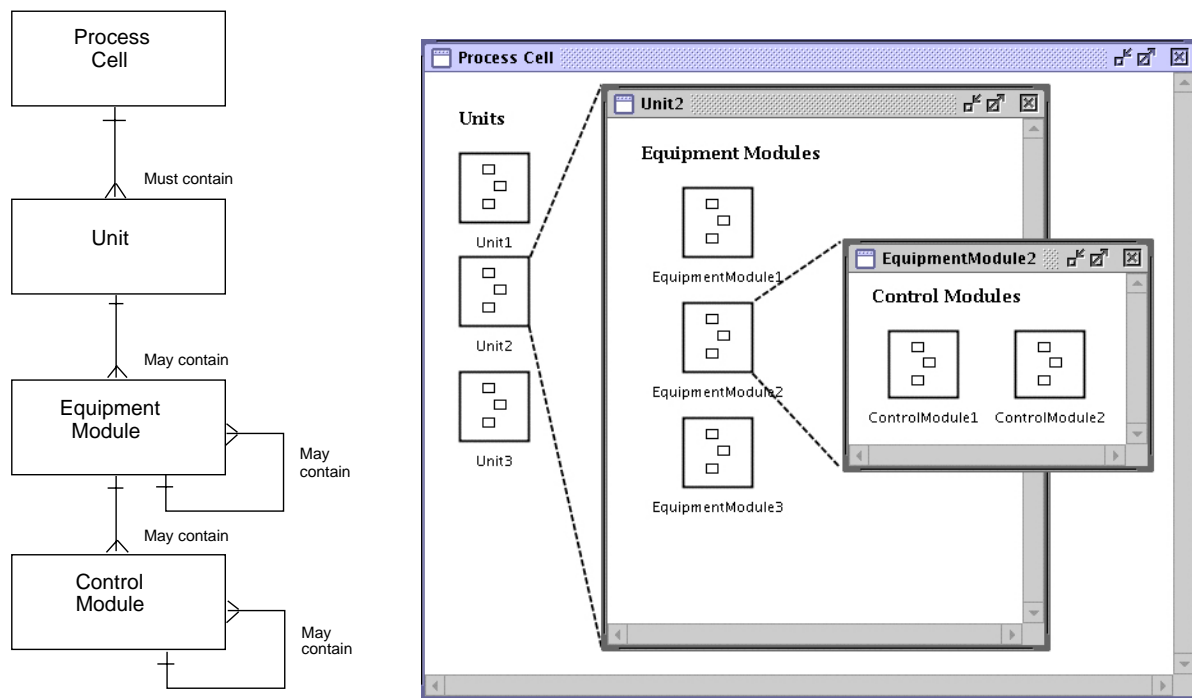 Process
Cell
Must contain
Unit
May contain
Equipment
Module
May
contain
May contain
Control
Module
May
contain
Process Cell
Units
Unit1
Unit2
Unit3
Unit2
Equipment Modules
EquipmentModule1
EquipmentModule2
EquipmentModule3
EquipmentModule2
Control Modules
ControlModule1 ControlModule2